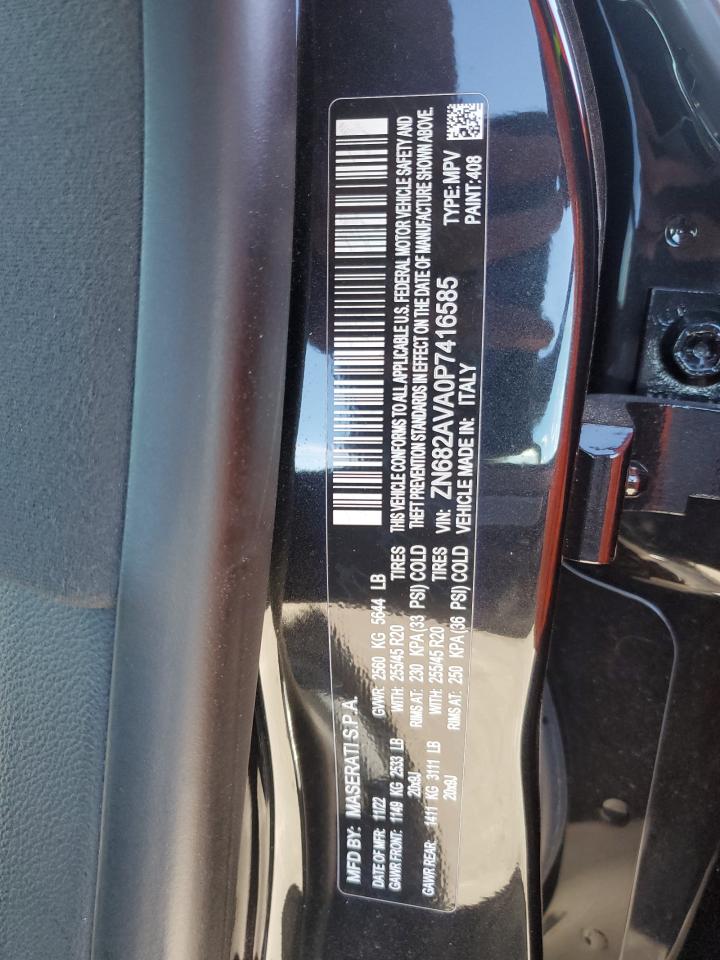 MFD BY: MASERATI S.P.A.
DATE OF MFR: 11/22 GVWR: 2560 KG 5644 LB
GAWR FRONT: 1149 KG 2533 LB WITH: 255/45 R20 TIRES
20x9J RIMS AT: 230 KPA (33 PSI) COLD
GAWR REAR: 1411 KG 3111 LB WITH: 255/45 R20 TIRES
20x9J RIMS AT: 250 KPA (36 PSI) COLD
THIS VEHICLE CONFORMS TO ALL APPLICABLE U.S. FEDERAL MOTOR VEHICLE SAFETY AND
THEFT PREVENTION STANDARDS IN EFFECT ON THE DATE OF MANUFACTURE SHOWN ABOVE.
VIN: ZN682AVA0P7416585 TYPE: MPV
VEHICLE MADE IN: ITALY PAINT: 408